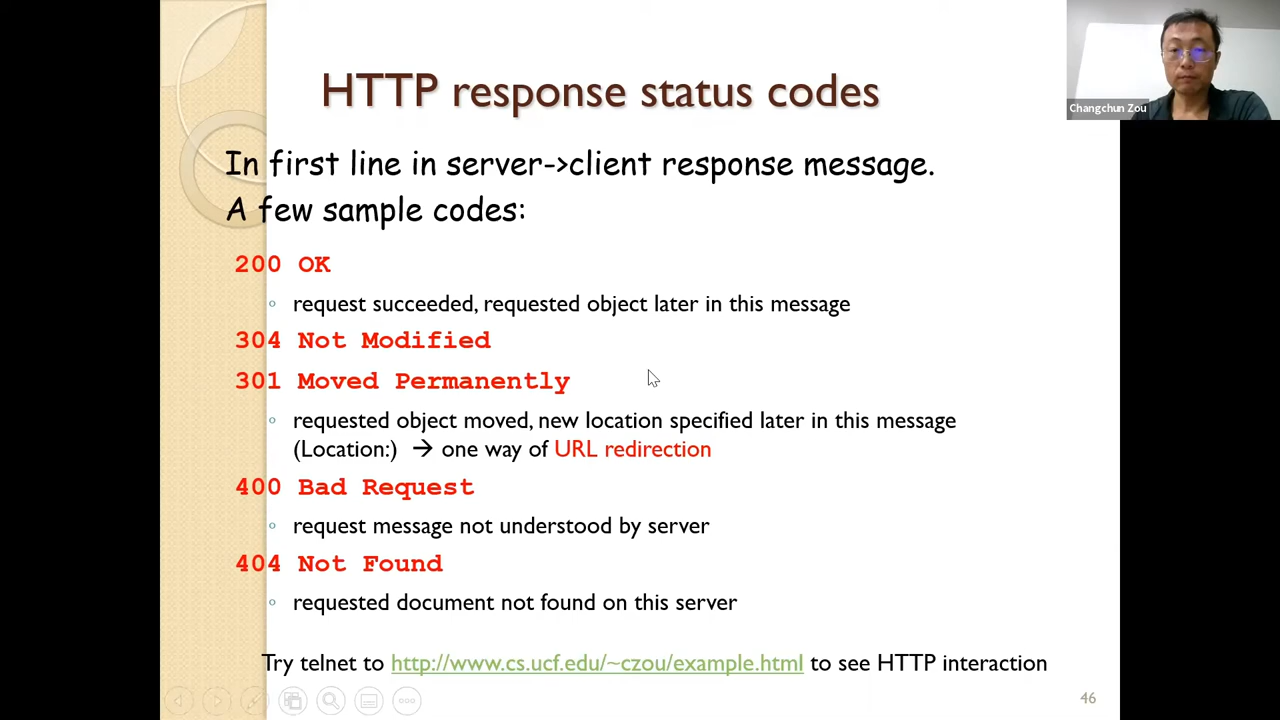 HTTP response status codes
Changchun Zou
In first line in server->client response message.
A few sample codes:
200 OK
request succeeded, requested object later in this message
304 Not Modified
301 Moved Permanently
requested object moved, new location specified later in this message
(Location:) → one way of URL redirection
400 Bad Request
request message not understood by server
404 Not Found
requested document not found on this server
Try telnet to http://www.cs.ucf.edu/~czou/example.html to see HTTP interaction
46